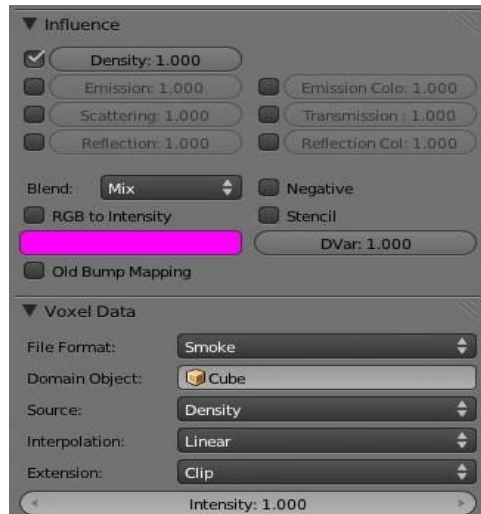 Influence
Density: 1.000
Emission: 1.000 Emission Colo: 1.000
Scattering: 1.000 Transmission : 1.000
Reflection: 1.000 Reflection Col: 1.000
Blend: Mix Negative
RGB to Intensity Stencil
DVar: 1.000
Old Bump Mapping
Voxel Data
File Format: Smoke
Domain Object: Cube
Source: Density
Interpolation: Linear
Extension: Clip
Intensity: 1.000